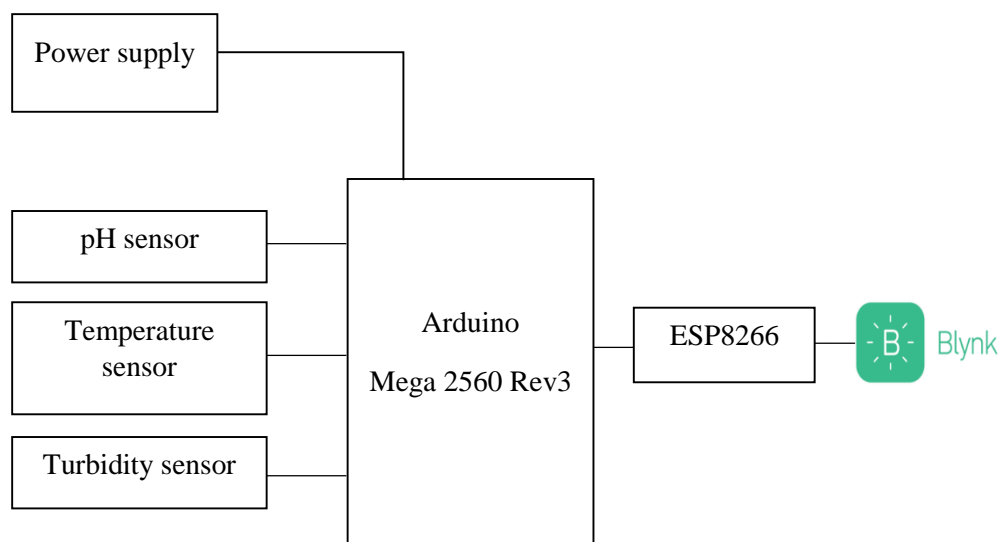 Power supply
pH sensor
Temperature
sensor
Turbidity sensor
Arduino
Mega 2560 Rev3
ESP8266
B
Blynk